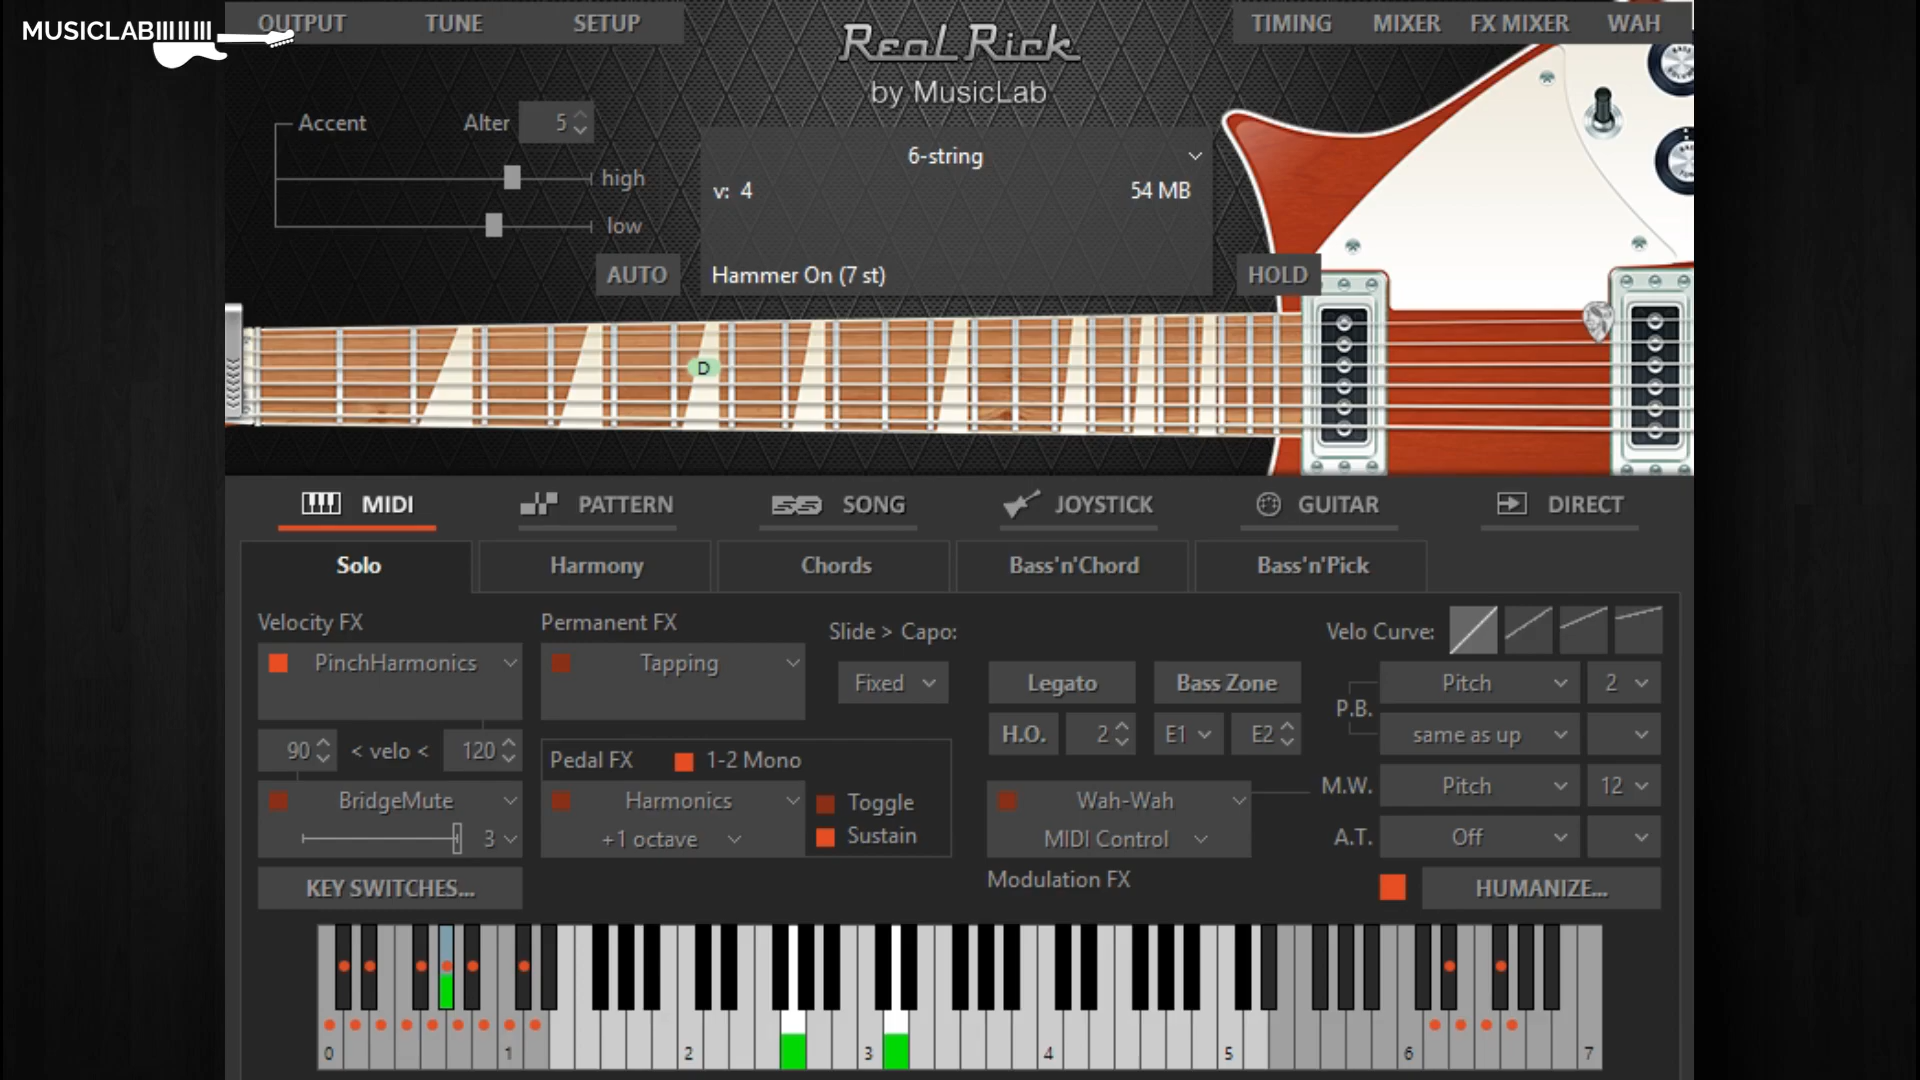 MUSICLAB
OUTPUT TUNE SETUP
Real Rick
by MusicLab
TIMING MIXER FX MIXER WAH
Accent Alter 5
high
low
AUTO
6-string
v: 4 54 MB
Hammer On (7 st)
HOLD
D
MIDI PATTERN SONG JOYSTICK GUITAR DIRECT
Solo Harmony Chords Bass'n'Chord Bass'n'Pick
Velocity FX
PinchHarmonics
90 < velo < 120
BridgeMute
3
KEY SWITCHES...
Permanent FX
Tapping
Pedal FX 1-2 Mono
Harmonics
+1 octave
Toggle
Sustain
Slide > Capo:
Fixed
Legato Bass Zone
H.O. 2 E1 E2
Wah-Wah
MIDI Control
Modulation FX
Velo Curve:
P.B. Pitch 2
same as up
M.W. Pitch 12
A.T. Off
HUMANIZE...
0 1 2 3 4 5 6 7